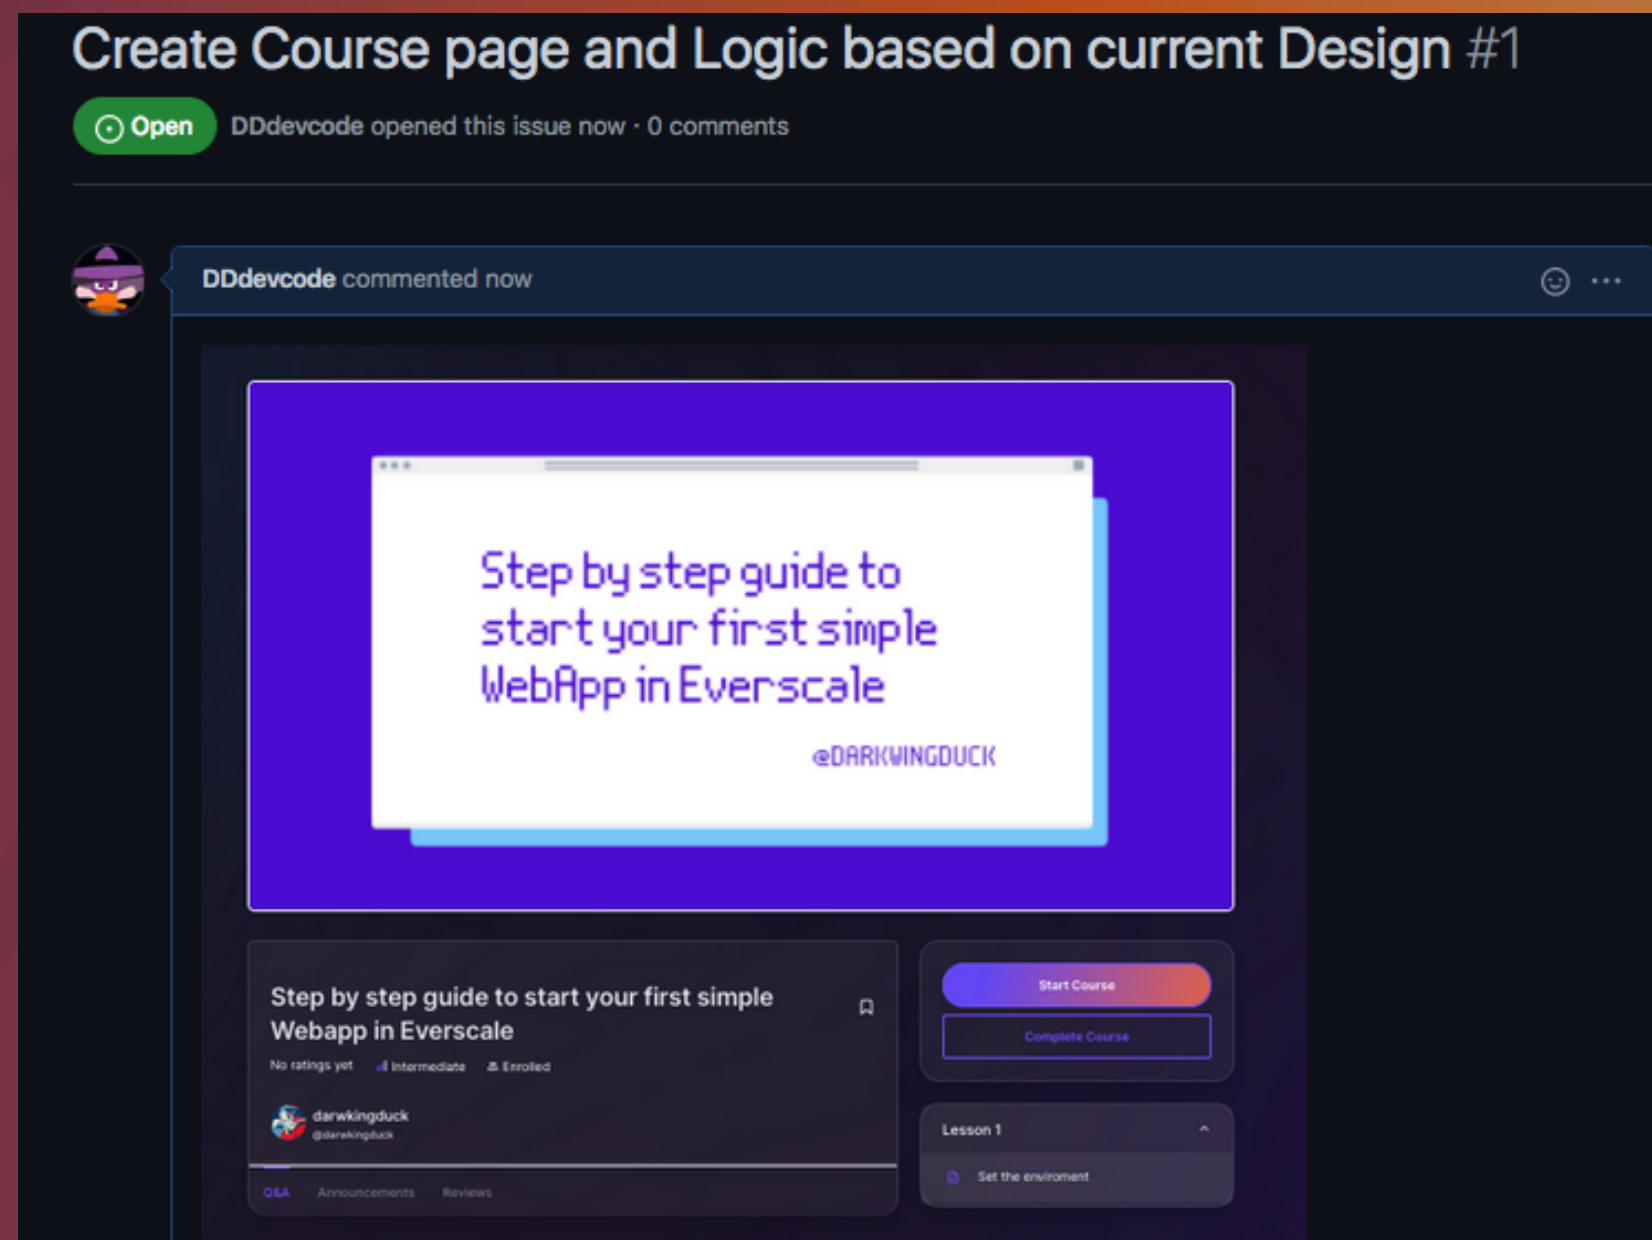 Create Course page and Logic based on current Design #1
Open DDdevcode opened this issue now · 0 comments
DDdevcode commented now
Step by step guide to
start your first simple
WebApp in Everscale
@DARKWINGDUCK
Step by step guide to start your first simple
Webapp in Everscale
No ratings yet Intermediate Enrolled
darwkingduck
@darwkingduck
Q&A Announcements Reviews
Start Course
Complete Course
Lesson 1
Set the enviroment